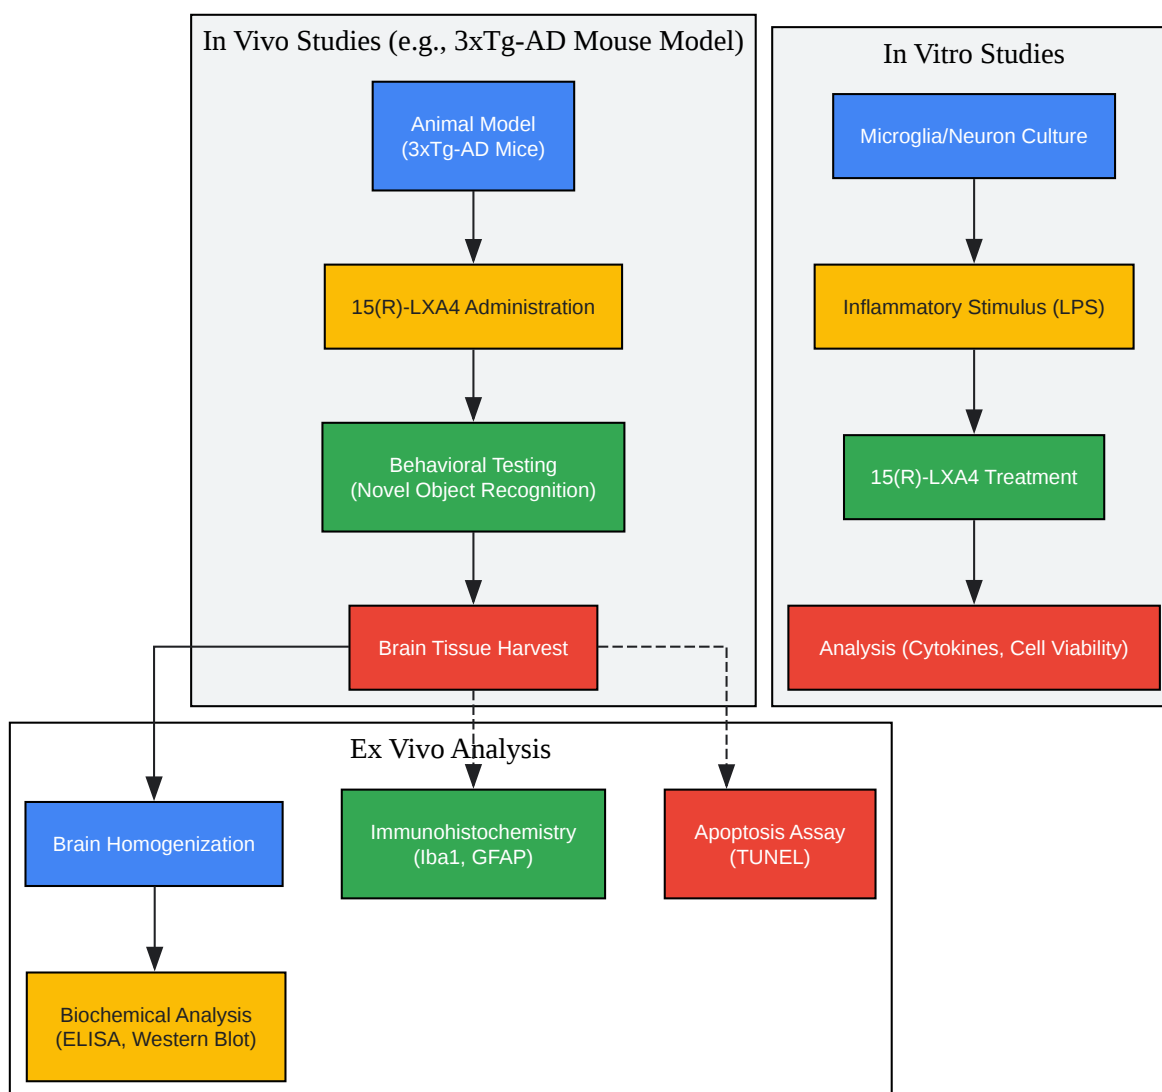 In Vivo Studies (e.g., 3xTg-AD Mouse Model)
Animal Model
(3xTg-AD Mice)
15(R)-LXA4 Administration
Behavioral Testing
(Novel Object Recognition)
Brain Tissue Harvest
In Vitro Studies
Microglia/Neuron Culture
Inflammatory Stimulus (LPS)
15(R)-LXA4 Treatment
Analysis (Cytokines, Cell Viability)
Ex Vivo Analysis
Brain Homogenization
Immunohistochemistry
(Iba1, GFAP)
Apoptosis Assay
(TUNEL)
Biochemical Analysis
(ELISA, Western Blot)